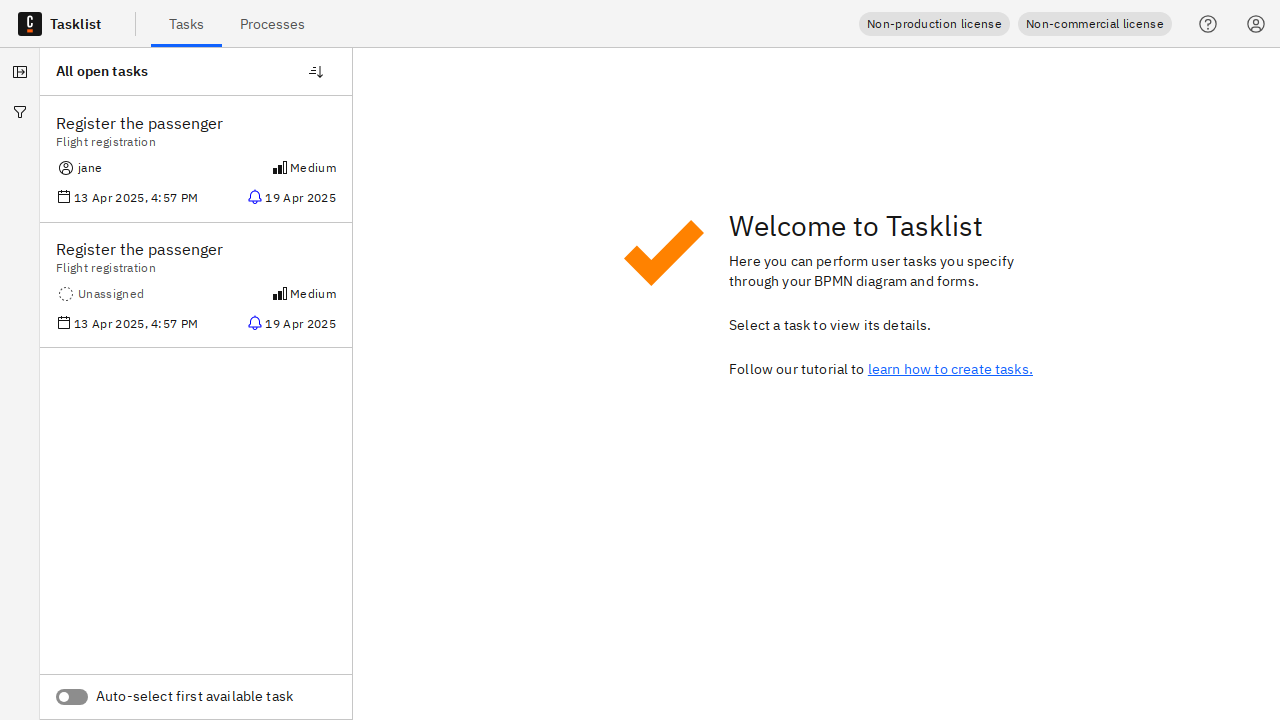 C
Tasklist
Tasks
Processes
Non-production license
Non-commercial license
All open tasks
Register the passenger
Flight registration
jane
Medium
13 Apr 2025, 4:57 PM
19 Apr 2025
Register the passenger
Flight registration
Unassigned
Medium
13 Apr 2025, 4:57 PM
19 Apr 2025
Auto-select first available task
Welcome to Tasklist
Here you can perform user tasks you specify
through your BPMN diagram and forms.
Select a task to view its details.
Follow our tutorial to learn how to create tasks.